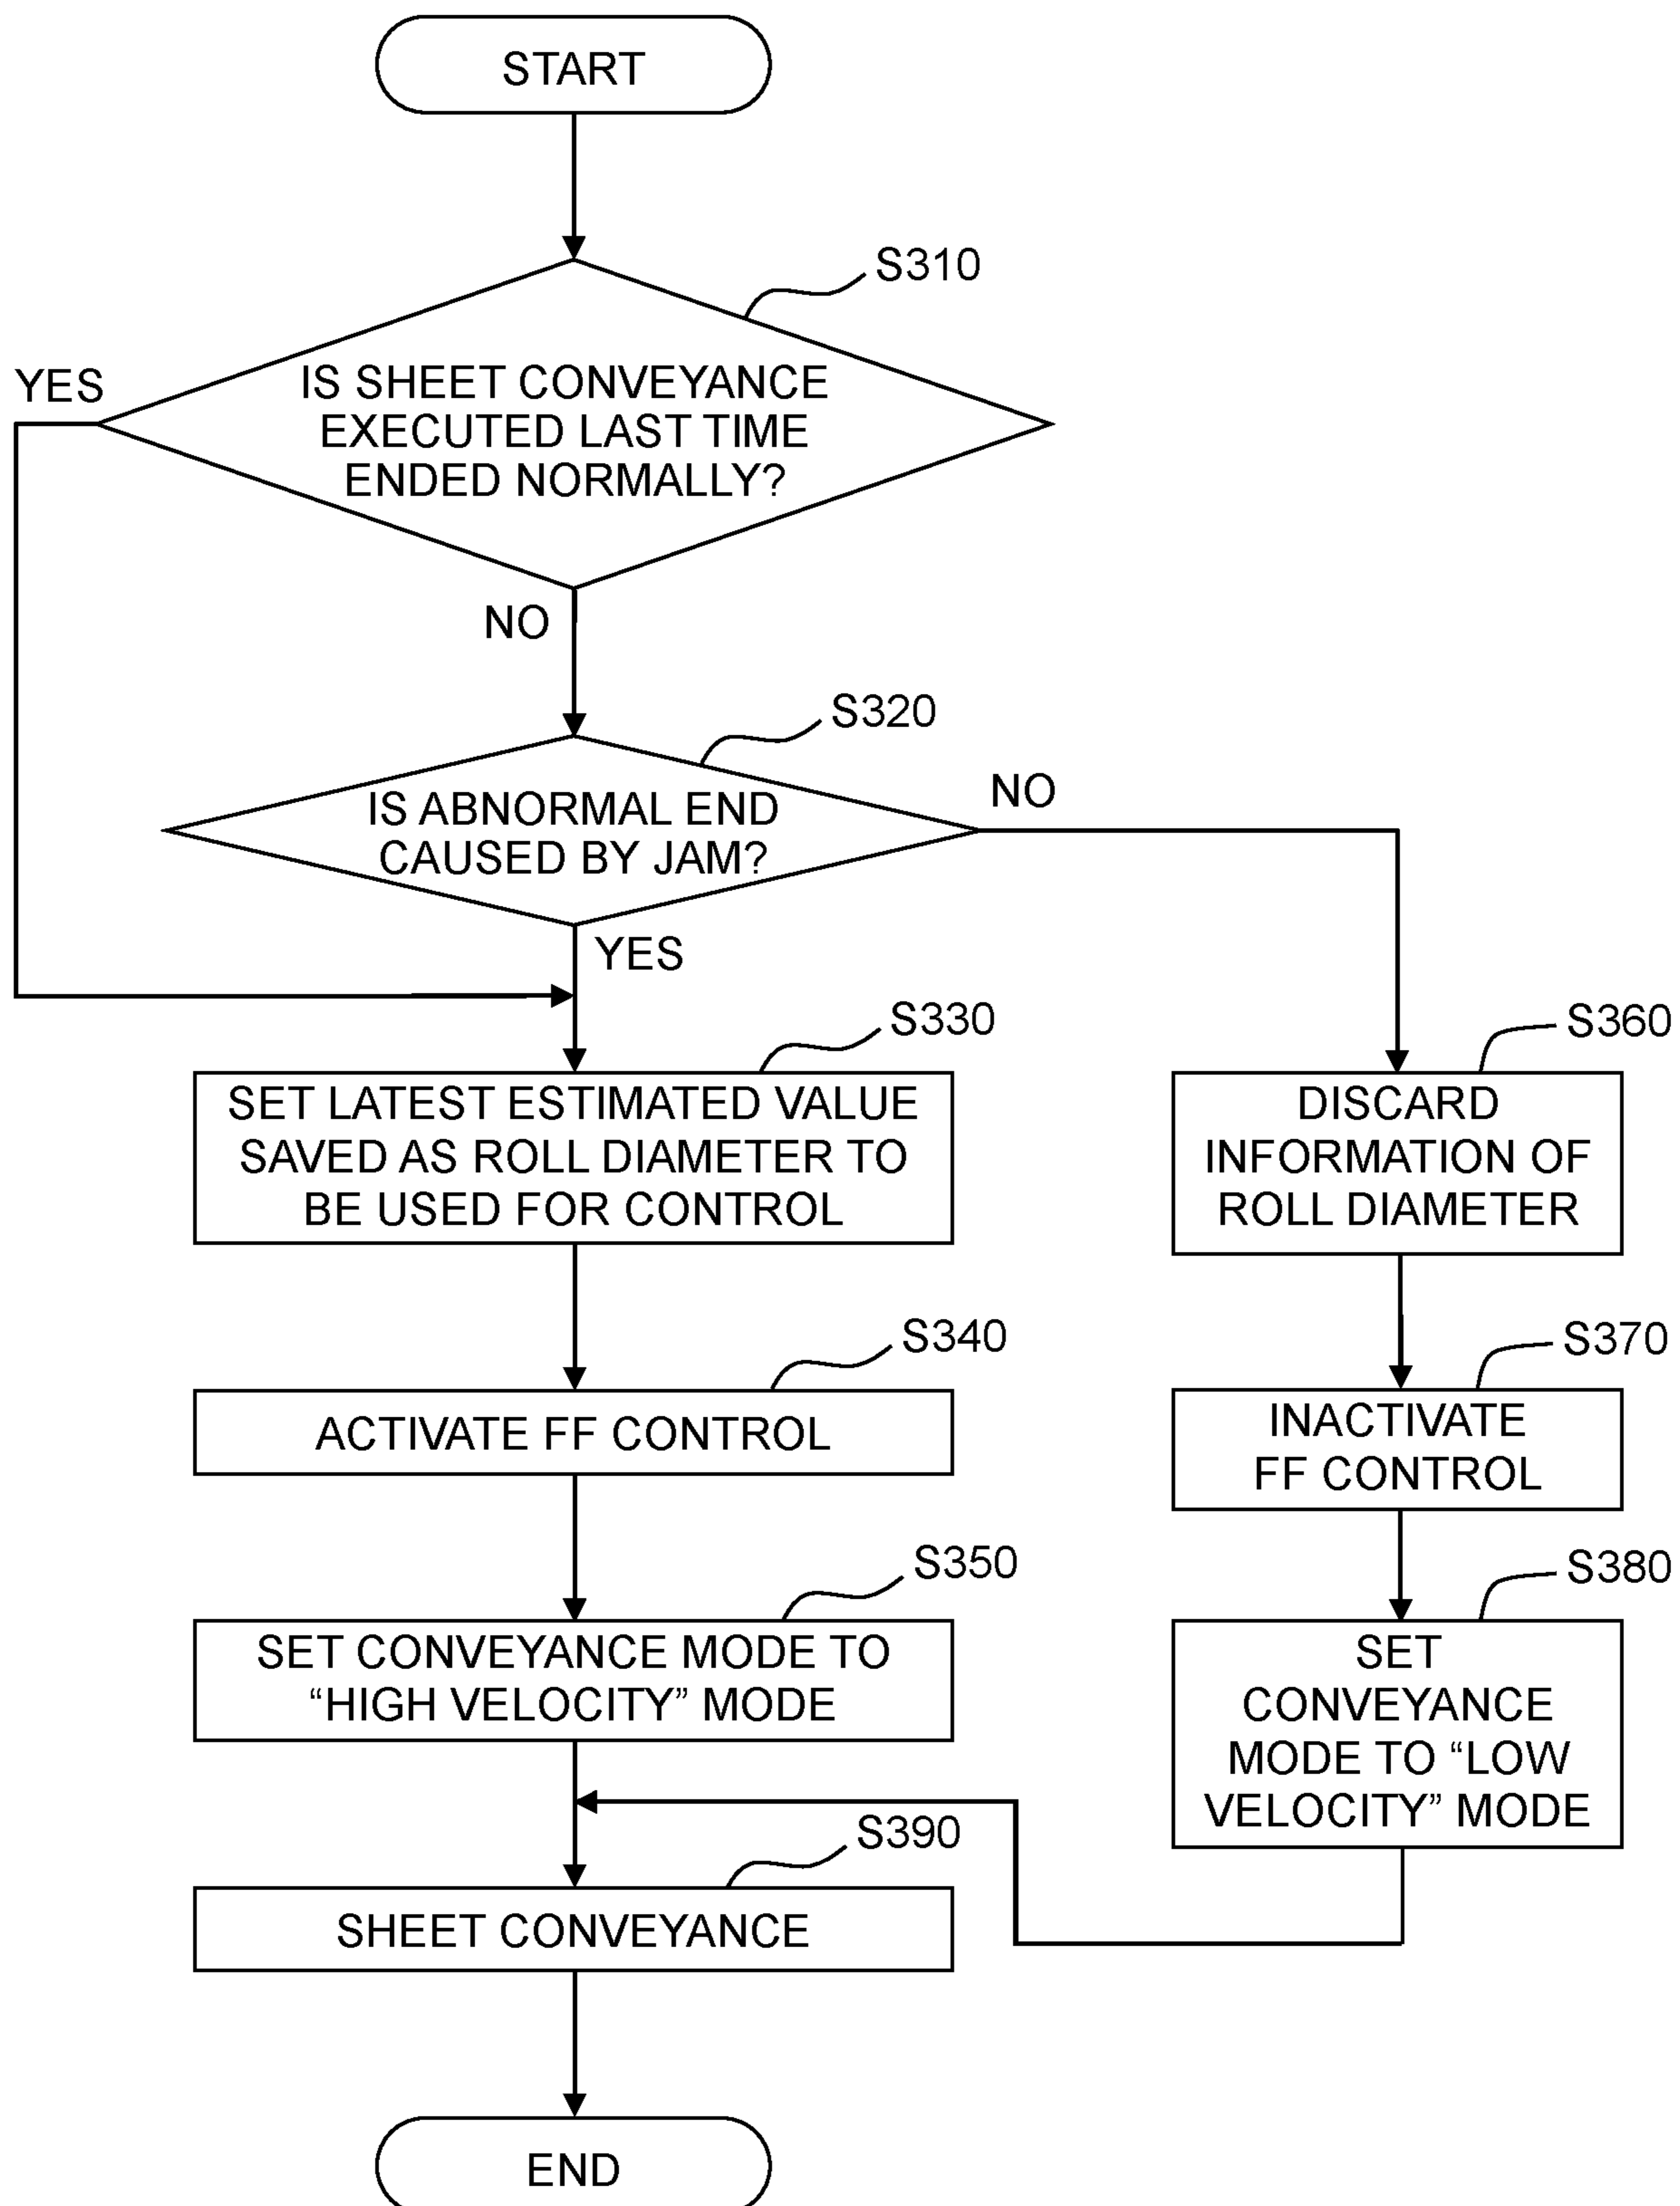 START
S310
YES
IS SHEET CONVEYANCE
EXECUTED LAST TIME
ENDED NORMALLY?
NO
S320
NO
IS ABNORMAL END
CAUSED BY JAM?
YES
S330
SET LATEST ESTIMATED VALUE
SAVED AS ROLL DIAMETER TO
BE USED FOR CONTROL
S360
DISCARD
INFORMATION OF
ROLL DIAMETER
S340
ACTIVATE FF CONTROL
S370
INACTIVATE
FF CONTROL
S350
SET CONVEYANCE MODE TO
“HIGH VELOCITY” MODE
S380
SET
CONVEYANCE
MODE TO “LOW
VELOCITY” MODE
S390
SHEET CONVEYANCE
END